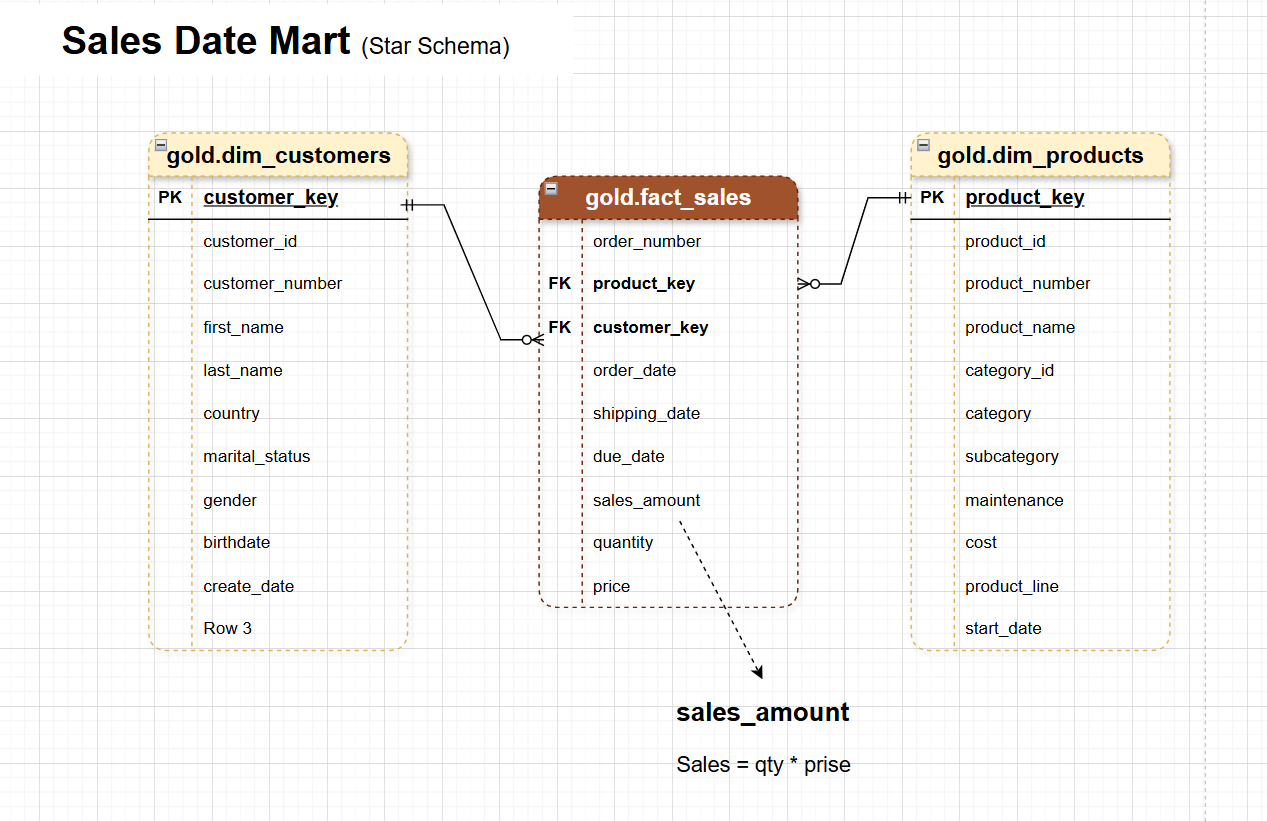 Sales Date Mart (Star Schema)
gold.dim_customers
PK customer_key
customer_id
customer_number
first_name
last_name
country
marital_status
gender
birthdate
create_date
Row 3
gold.fact_sales
order_number
FK product_key
FK customer_key
order_date
shipping_date
due_date
sales_amount
quantity
price
gold.dim_products
PK product_key
product_id
product_number
product_name
category_id
category
subcategory
maintenance
cost
product_line
start_date
sales_amount
Sales = qty * prise